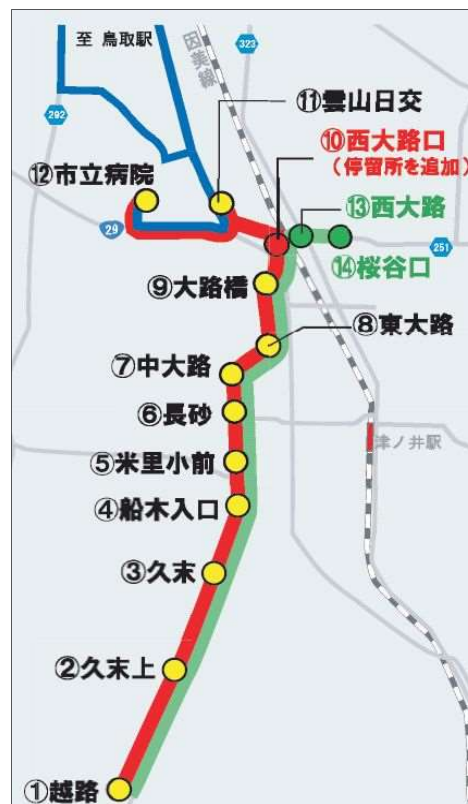 至 鳥取駅
因美線
323
292
⑪雲山日交
⑩西大路口
(停留所を追加)
⑫市立病院
29
⑬西大路
251
⑭桜谷口
⑨大路橋
⑧東大路
⑦中大路
⑥長砂
津ノ井駅
⑤米里小前
④船木入口
③久末
②久末上
①越路